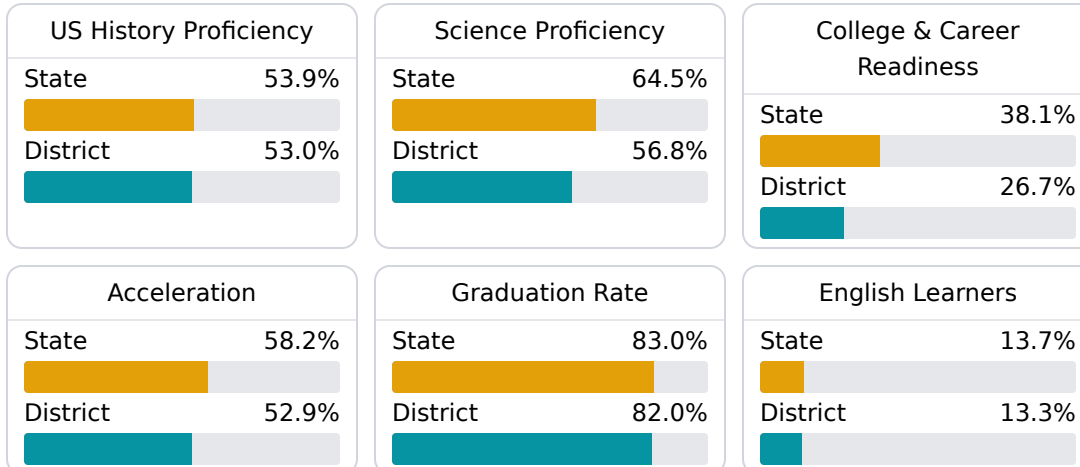 US History Proficiency
State 53.9%
District 53.0%
Science Proficiency
State 64.5%
District 56.8%
College & Career
Readiness
State 38.1%
District 26.7%
Acceleration
State 58.2%
District 52.9%
Graduation Rate
State 83.0%
District 82.0%
English Learners
State 13.7%
District 13.3%